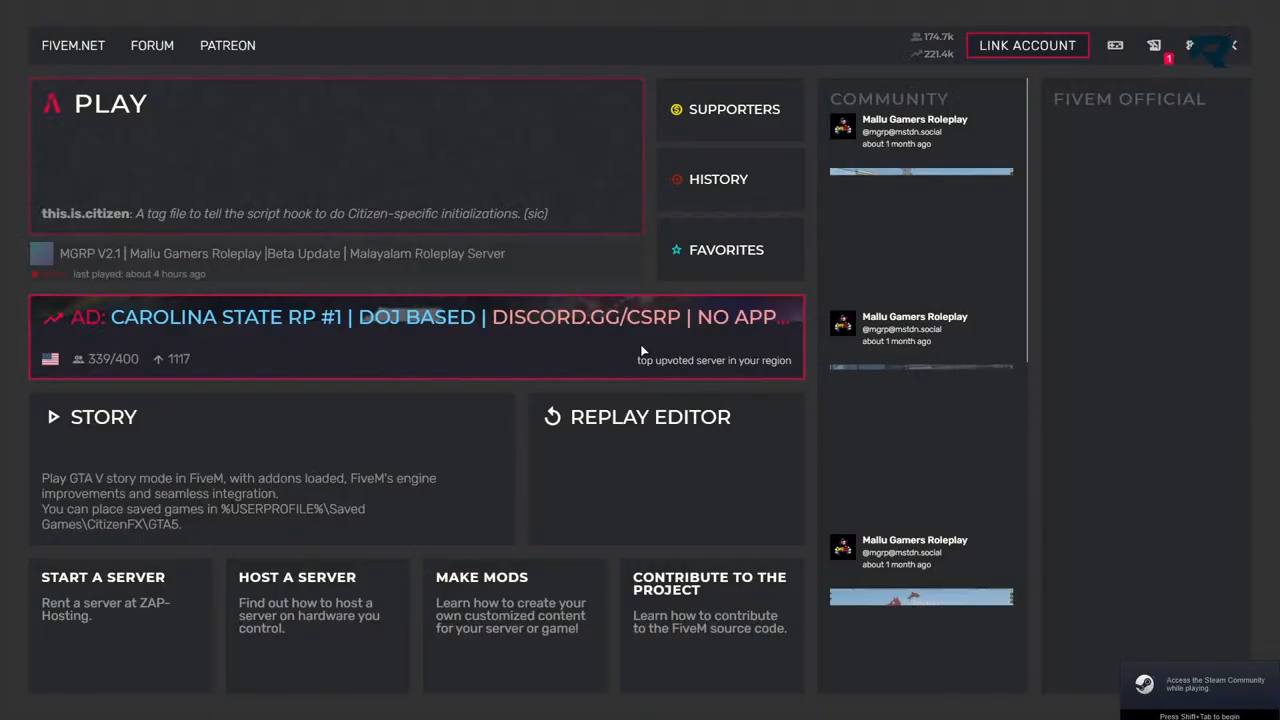 FIVEM.NET FORUM PATREON
174.7k
221.4k
LINK ACCOUNT
1
PLAY
this.is.citizen: A tag file to tell the script hook to do Citizen-specific initializations. (sic)
MGRP V2.1 | Mallu Gamers Roleplay |Beta Update | Malayalam Roleplay Server
last played: about 4 hours ago
SUPPORTERS
HISTORY
FAVORITES
AD: CAROLINA STATE RP #1 | DOJ BASED | DISCORD.GG/CSRP | NO APP...
339/400 1117
top upvoted server in your region
STORY
Play GTA V story mode in FiveM, with addons loaded, FiveM's engine
improvements and seamless integration.
You can place saved games in %USERPROFILE%\Saved
Games\CitizenFX\GTA5.
REPLAY EDITOR
START A SERVER
Rent a server at ZAP-
Hosting.
HOST A SERVER
Find out how to host a
server on hardware you
control.
MAKE MODS
Learn how to create your
own customized content
for your server or game!
CONTRIBUTE TO THE
PROJECT
Learn how to contribute
to the FiveM source code.
COMMUNITY
Mallu Gamers Roleplay
@mgrp@mstdn.social
about 1 month ago
Mallu Gamers Roleplay
@mgrp@mstdn.social
about 1 month ago
Mallu Gamers Roleplay
@mgrp@mstdn.social
about 1 month ago
FIVEM OFFICIAL
Access the Steam Community
while playing.
Press Shift+Tab to begin